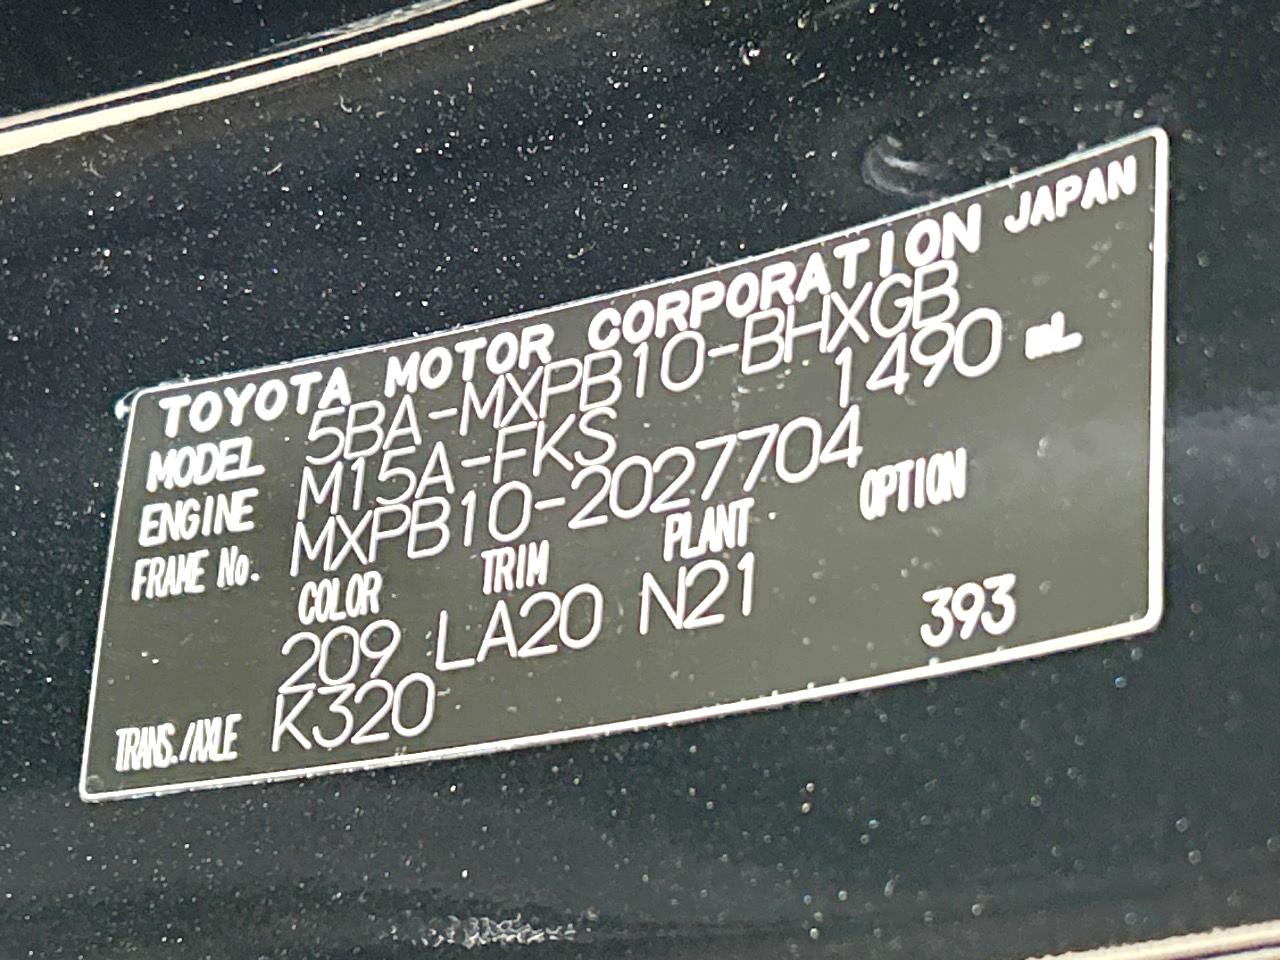 TOYOTA MOTOR CORPORATION JAPAN
MODEL 5BA-MXPB10-BHXGB
ENGINE M15A-FKS 1490 mL
FRAME No. MXPB10-2027704
COLOR TRIM PLANT OPTION
209 LA20 N21
TRANS./AXLE K320 393